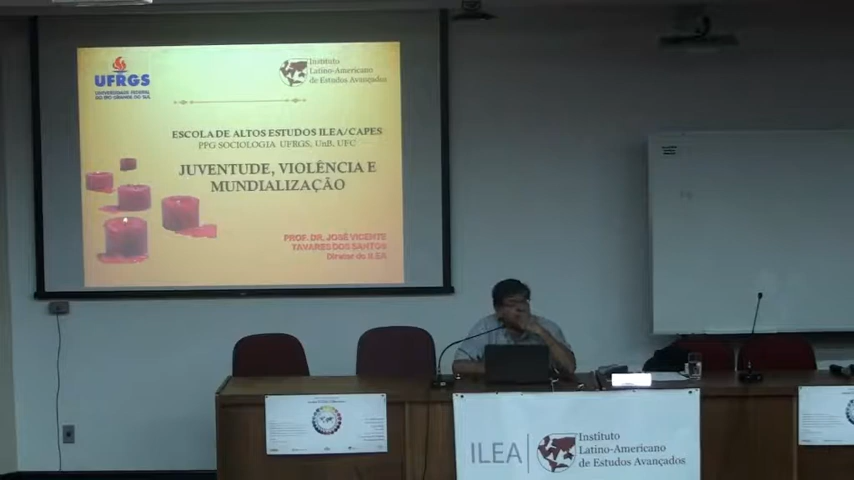 UFRGS
UNIVERSIDADE FEDERAL
DO RIO GRANDE DO SUL
Instituto
Latino-Americano
de Estudos Avançados
ESCOLA DE ALTOS ESTUDOS ILEA/CAPES
PPG SOCIOLOGIA UFRGS, UnB, UFC
JUVENTUDE, VIOLÊNCIA E
MUNDIALIZAÇÃO
PROF. DR. JOSÉ VICENTE
TAVARES DOS SANTOS
Diretor do ILEA
ILEA
Instituto
Latino-Americano
de Estudos Avançados